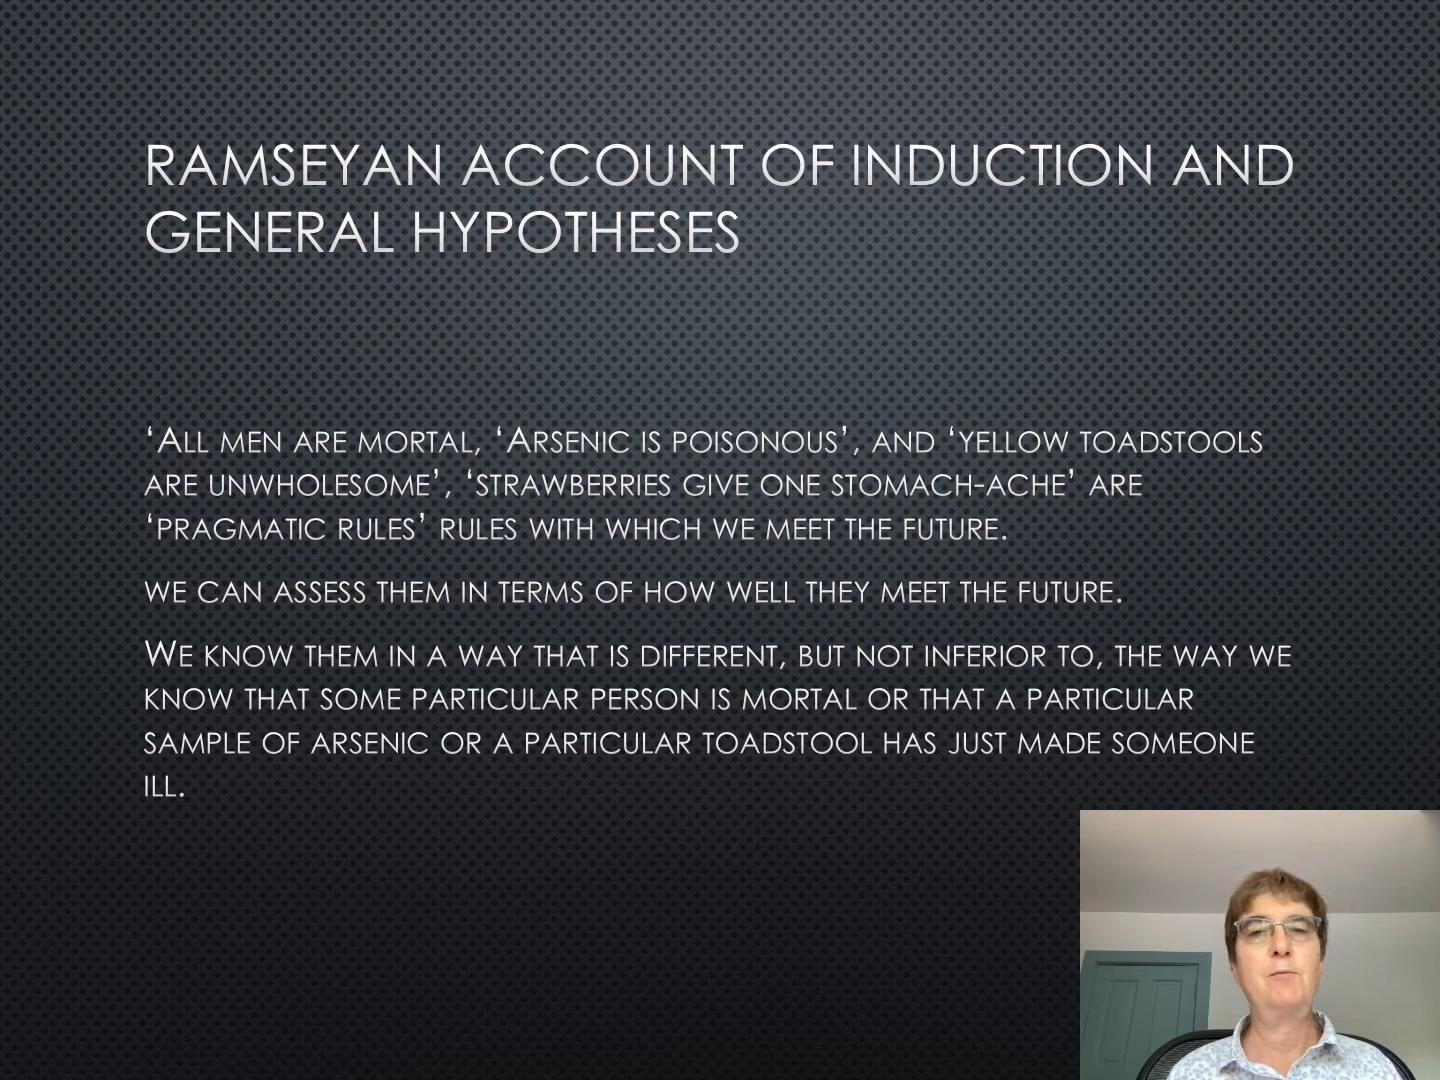 RAMSEYAN ACCOUNT OF INDUCTION AND
GENERAL HYPOTHESES
‘ALL MEN ARE MORTAL, ‘ARSENIC IS POISONOUS’, AND ‘YELLOW TOADSTOOLS
ARE UNWHOLESOME’, ‘STRAWBERRIES GIVE ONE STOMACH-ACHE’ ARE
‘PRAGMATIC RULES’ RULES WITH WHICH WE MEET THE FUTURE.
WE CAN ASSESS THEM IN TERMS OF HOW WELL THEY MEET THE FUTURE.
WE KNOW THEM IN A WAY THAT IS DIFFERENT, BUT NOT INFERIOR TO, THE WAY WE
KNOW THAT SOME PARTICULAR PERSON IS MORTAL OR THAT A PARTICULAR
SAMPLE OF ARSENIC OR A PARTICULAR TOADSTOOL HAS JUST MADE SOMEONE
ILL.